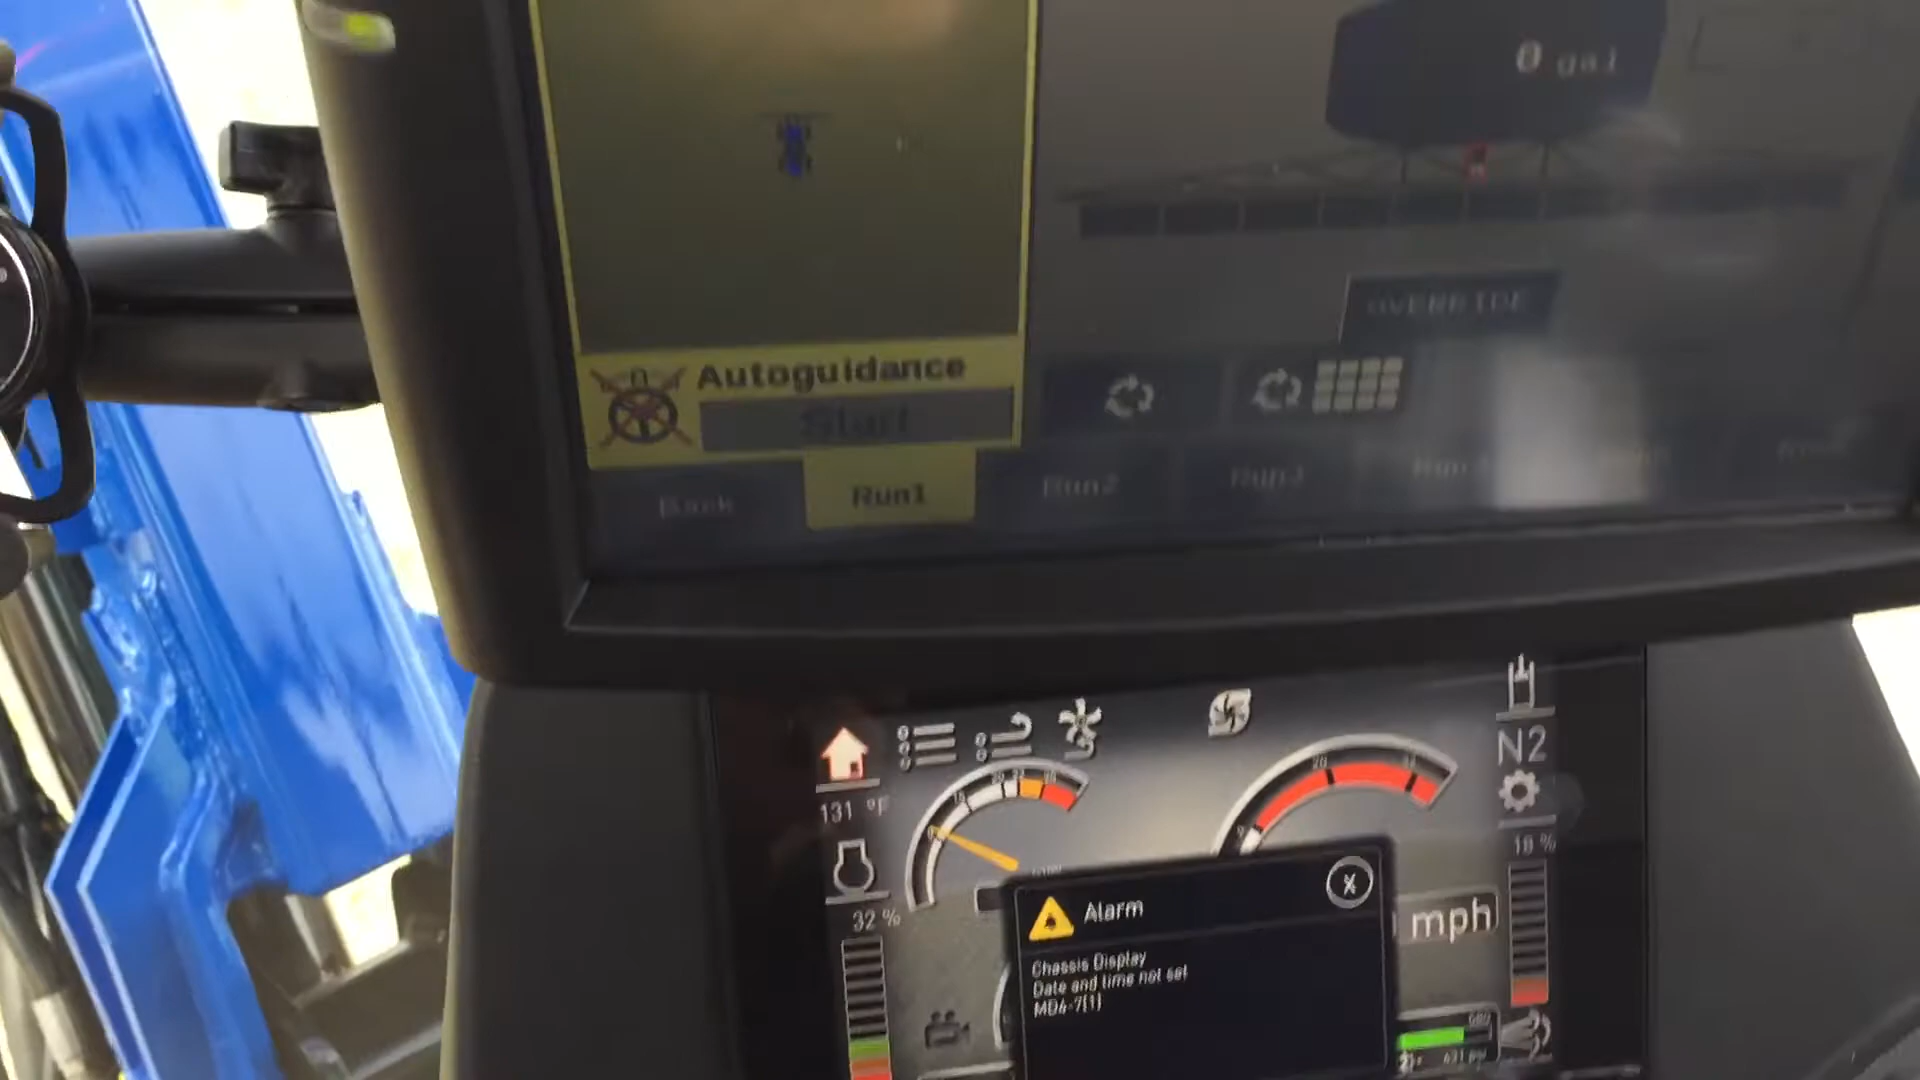 0 gal
OVERRIDE
Autoguidance
Start
Back
Run1
Run2
Run3
N2
131 °F
18 %
32 %
mph
Alarm
Chassis Display
Date and time not set
MD4-7[1]